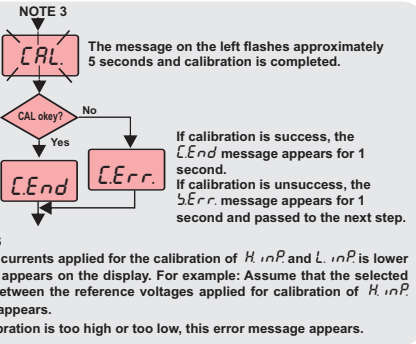 NOTE 3
CAL.
The message on the left flashes approximately
5 seconds and calibration is completed.
CAL okey?
No
Yes
C.End
C.Err.
If calibration is success, the
C.End message appears for 1
second.
If calibration is unsuccess, the
S.Err. message appears for 1
second and passed to the next step.
currents applied for the calibration of H. inP. and L. inP. is lower
appears on the display. For example: Assume that the selected
etween the reference voltages applied for calibration of H. inP.
appears.
bration is too high or too low, this error message appears.